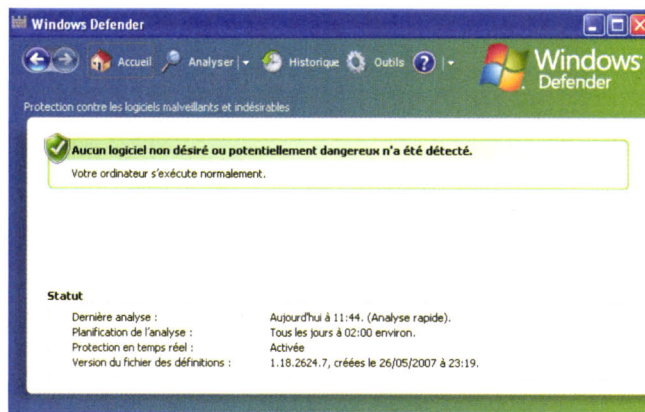 Windows Defender
Accueil Analyser Historique Outils ?
Windows
Defender
Protection contre les logiciels malveillants et indésirables
Aucun logiciel non désiré ou potentiellement dangereux n'a été détecté.
Votre ordinateur s'exécute normalement.
Statut
Dernière analyse : Aujourd'hui à 11:44. (Analyse rapide).
Planification de l'analyse : Tous les jours à 02:00 environ.
Protection en temps réel : Activée
Version du fichier des définitions : 1.18.2624.7, créées le 26/05/2007 à 23:19.